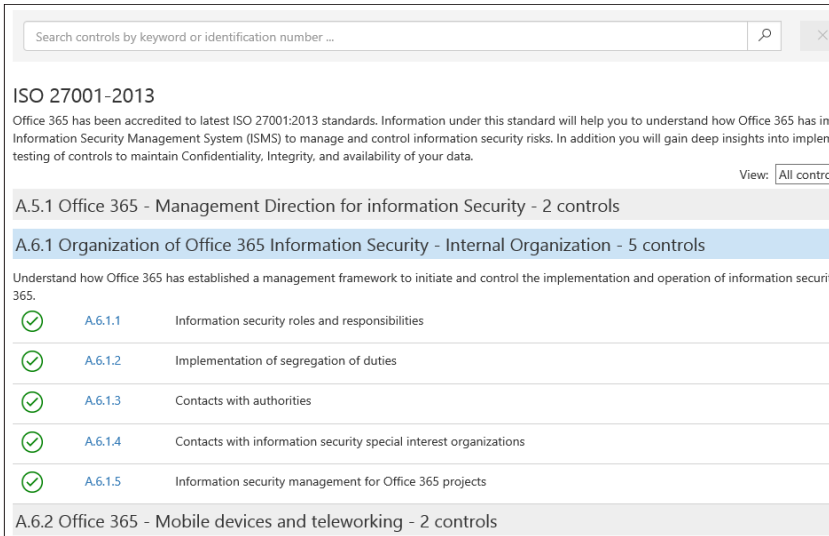 Search controls by keyword or identification number ...
ISO 27001-2013
Office 365 has been accredited to latest ISO 27001:2013 standards. Information under this standard will help you to understand how Office 365 has
Information Security Management System (ISMS) to manage and control information security risks. In addition you will gain deep insights into
testing of controls to maintain Confidentiality, Integrity, and availability of your data.
View: All
A.5.1 Office 365 - Management Direction for information Security - 2 controls
A.6.1 Organization of Office 365 Information Security - Internal Organization - 5 controls
Understand how Office 365 has established a management framework to initiate and control the implementation and operation of information
365.
A.6.1.1 Information security roles and responsibilities
A.6.1.2 Implementation of segregation of duties
A.6.1.3 Contacts with authorities
A.6.1.4 Contacts with information security special interest organizations
A.6.1.5 Information security management for Office 365 projects
A.6.2 Office 365 - Mobile devices and teleworking - 2 controls